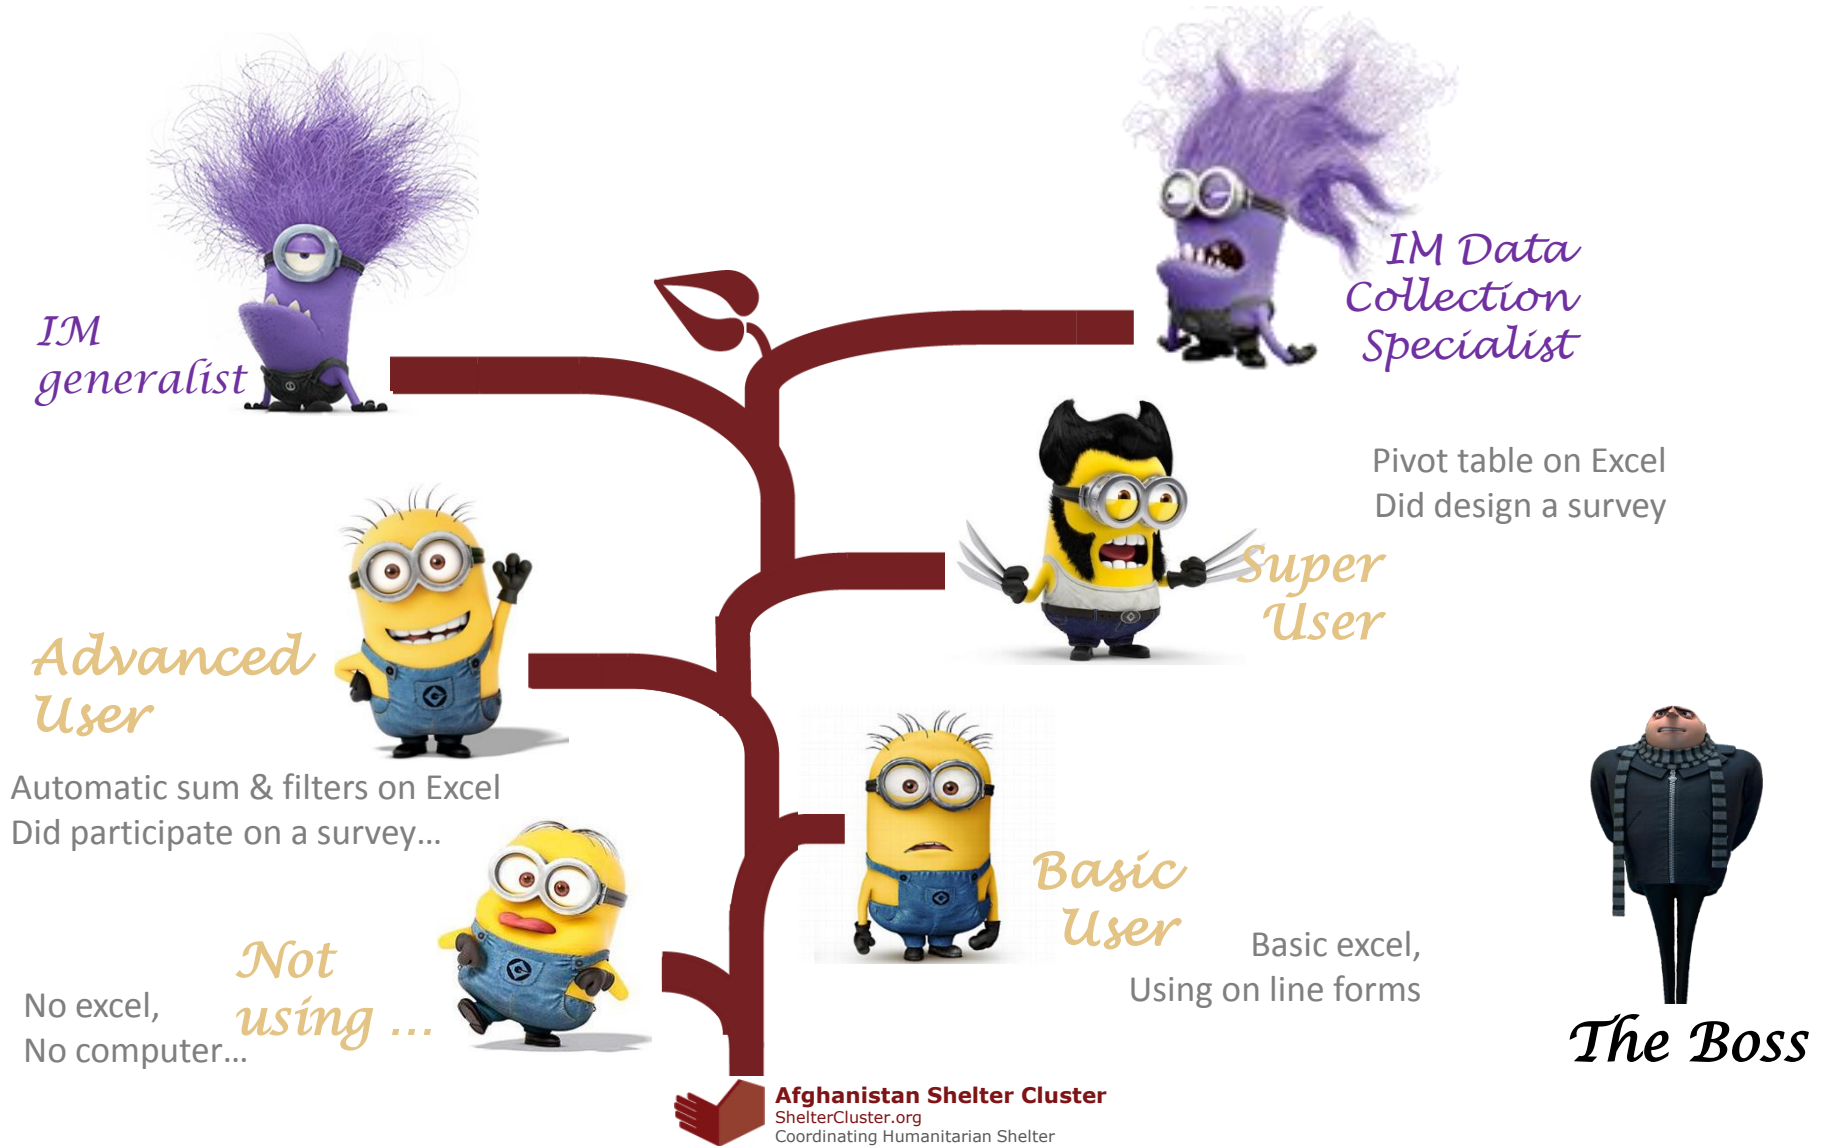 IM
generalist
IM Data
Collection
Specialist
Pivot table on Excel
Did design a survey
Super
User
Advanced
User
Automatic sum & filters on Excel
Did participate on a survey...
Basic
User
Basic excel,
Using on line forms
Not
using ...
No excel,
No computer...
The Boss
Afghanistan Shelter Cluster
ShelterCluster.org
Coordinating Humanitarian Shelter